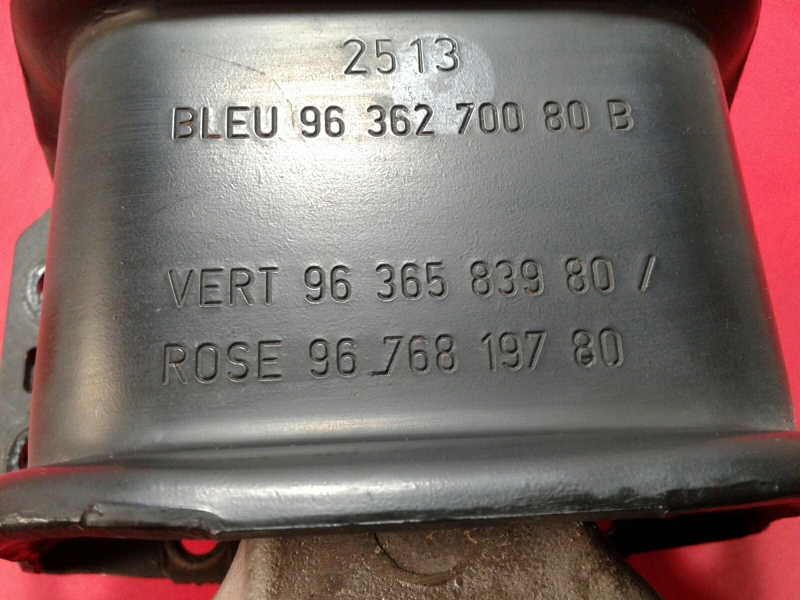 2513
BLEU 96 362 700 80 B
VERT 96 365 839 80 /
ROSE 96 768 197 80